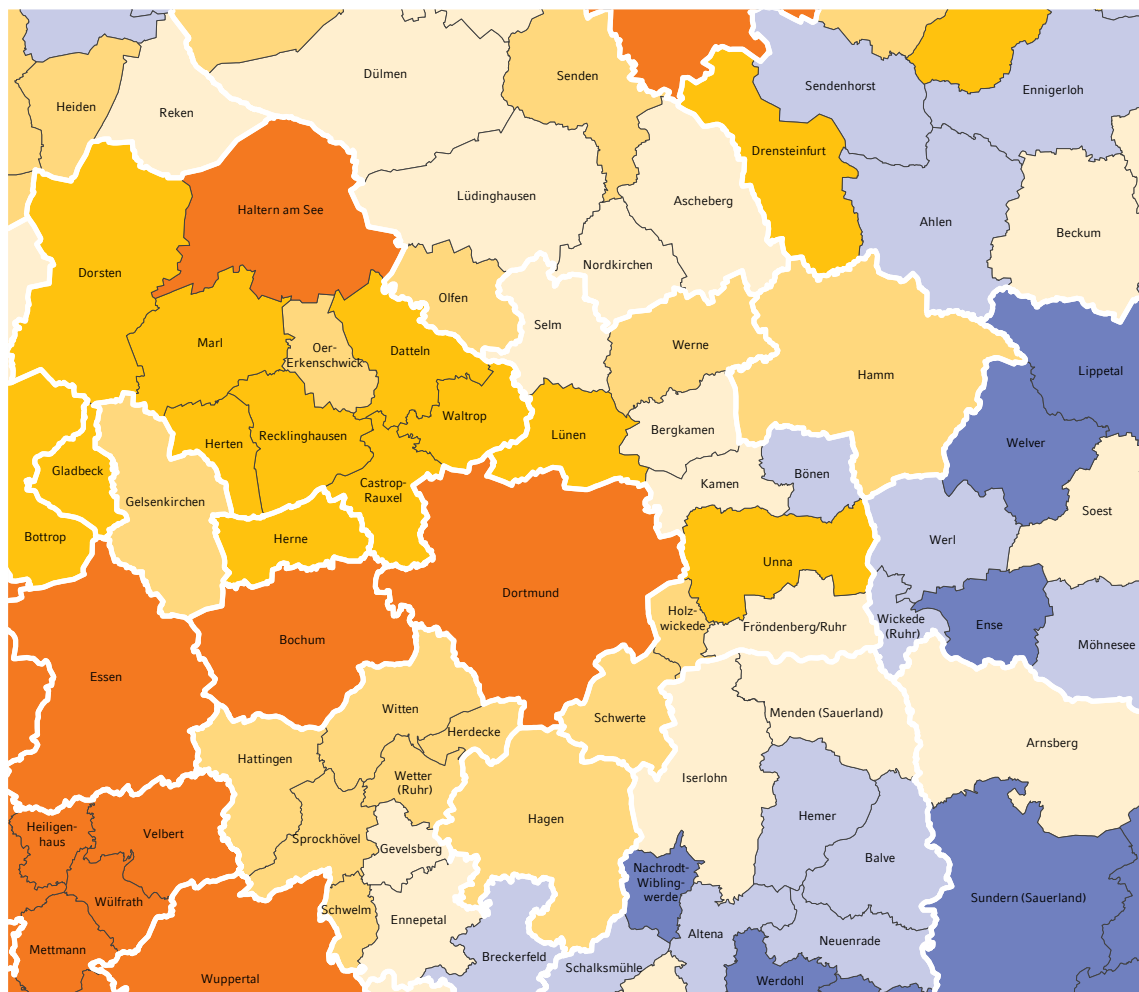 Dülmen
Senden
Sendenhorst
Ennigerloh
Heiden
Reken
Drensteinfurt
Lüdinghausen
Ascheberg
Haltern am See
Ahlen
Beckum
Nordkirchen
Dorsten
Olfen
Selm
Marl
Oer-
Erkenschwick
Datteln
Werne
Hamm
Lippetal
Waltrop
Lünen
Bergkamen
Welver
Herten
Recklinghausen
Gladbeck
Gelsenkirchen
Castrop-
Rauxel
Kamen
Bönen
Soest
Bottrop
Herne
Unna
Werl
Dortmund
Holz-
wickede
Fröndenberg/Ruhr
Wickede
(Ruhr)
Ense
Möhnesee
Bochum
Essen
Witten
Herdecke
Schwerte
Menden (Sauerland)
Arnsberg
Hattingen
Wetter
(Ruhr)
Iserlohn
Hagen
Hemer
Heiligen-
haus
Velbert
Sprockhövel
Gevelsberg
Balve
Nachrodt-
Wibling-
werde
Sundern (Sauerland)
Wülfrath
Schwelm
Ennepetal
Altena
Neuenrade
Mettmann
Breckerfeld
Schalksmühle
Wuppertal
Werdohl